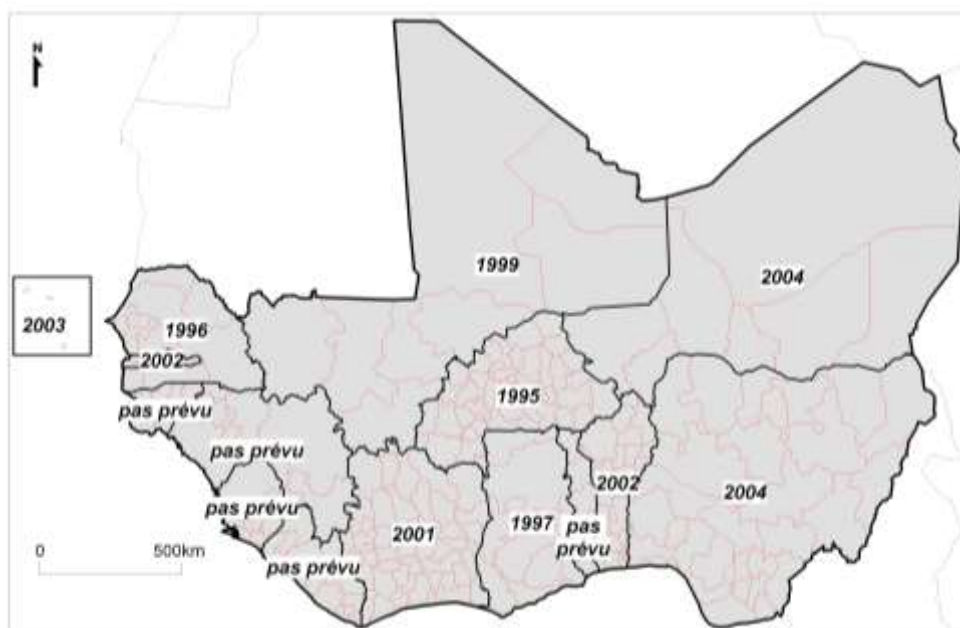 N
1999
2004
2003
1996
2002
1995
pas prévu
pas prévu
2002
2004
pas prévu
1997
pas
prévu
2001
pas prévu
0
500km